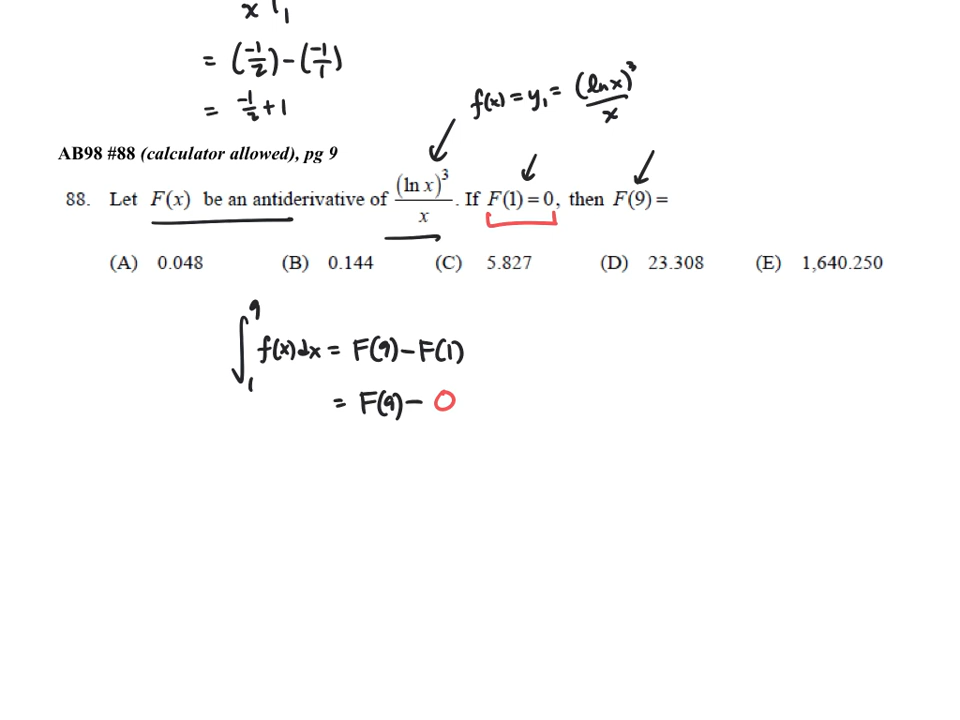 x |₁
= (-1/2) - (-1/1)
= -1/2 + 1
f(x) = y₁ = (ln x)³/x
AB98 #88 (calculator allowed), pg 9
88. Let F(x) be an antiderivative of (ln x)³/x. If F(1) = 0, then F(9) =
(A) 0.048 (B) 0.144 (C) 5.827 (D) 23.308 (E) 1,640.250
∫₁⁹ f(x) dx = F(9) - F(1)
= F(9) - 0